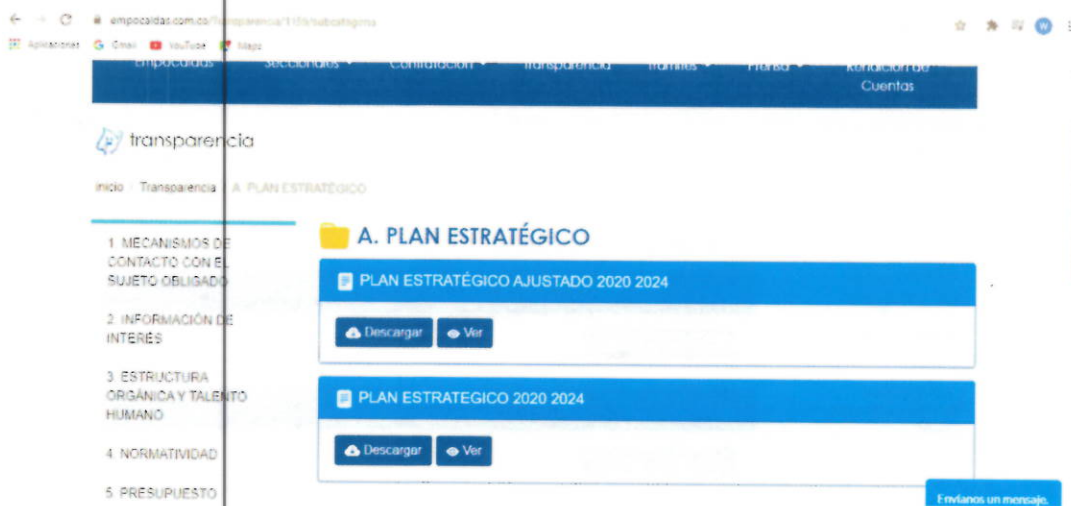 empocaldas.com.co/Transparencia/1159/subcategoria
Aplicaciones Gmail YouTube Maps
Empocaldas Seccionales Contratación Transparencia Trámites Prensa Rendición de Cuentas
transparencia
Inicio Transparencia A. PLAN ESTRATÉGICO
1. MECANISMOS DE
CONTACTO CON EL
SUJETO OBLIGADO
2. INFORMACIÓN DE
INTERÉS
3. ESTRUCTURA
ORGÁNICA Y TALENTO
HUMANO
4. NORMATIVIDAD
5. PRESUPUESTO
A. PLAN ESTRATÉGICO
PLAN ESTRATÉGICO AJUSTADO 2020 2024
Descargar Ver
PLAN ESTRATEGICO 2020 2024
Descargar Ver
Envíanos un mensaje.
W